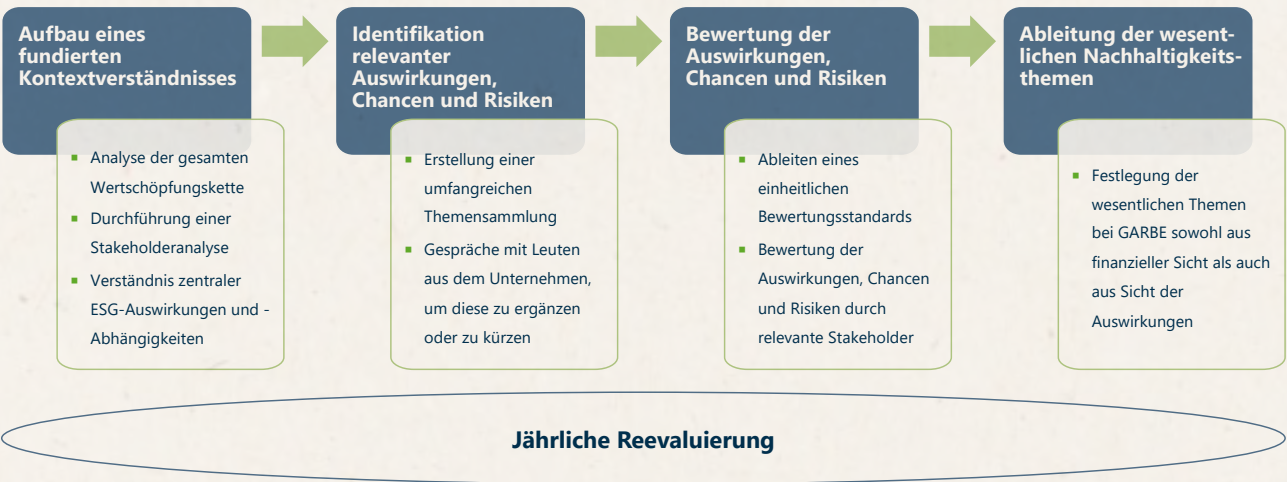 Aufbau eines
fundierten
Kontextverständnisses
▪ Analyse der gesamten
Wertschöpfungskette
▪ Durchführung einer
Stakeholderanalyse
▪ Verständnis zentraler
ESG-Auswirkungen und -
Abhängigkeiten
Identifikation
relevanter
Auswirkungen,
Chancen und Risiken
▪ Erstellung einer
umfangreichen
Themensammlung
▪ Gespräche mit Leuten
aus dem Unternehmen,
um diese zu ergänzen
oder zu kürzen
Bewertung der
Auswirkungen,
Chancen und Risiken
▪ Ableiten eines
einheitlichen
Bewertungsstandards
▪ Bewertung der
Auswirkungen, Chancen
und Risiken durch
relevante Stakeholder
Ableitung der wesent-
lichen Nachhaltigkeits-
themen
▪ Festlegung der
wesentlichen Themen
bei GARBE sowohl aus
finanzieller Sicht als auch
aus Sicht der
Auswirkungen
Jährliche Reevaluierung